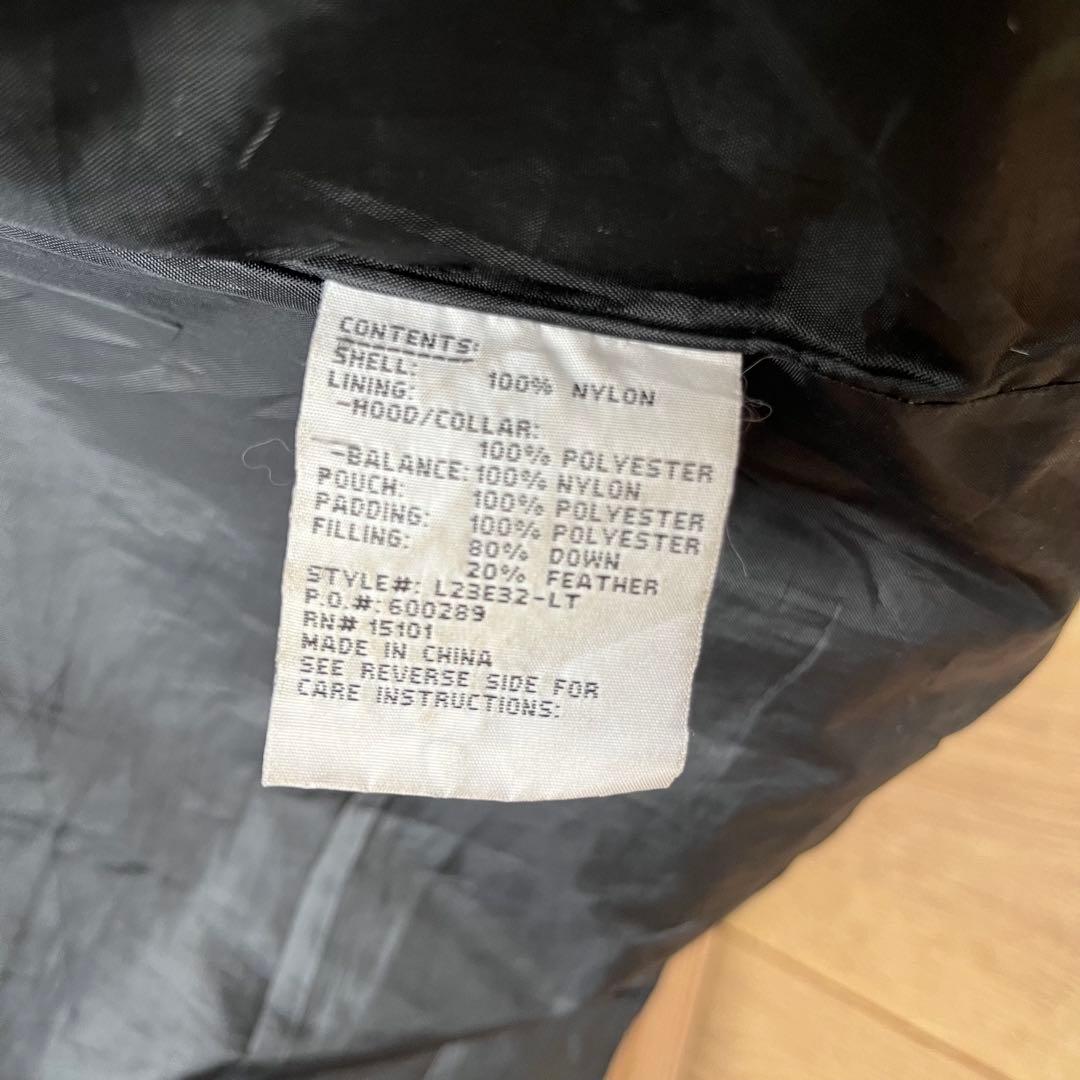 CONTENTS:
SHELL: 100% NYLON
LINING:
-HOOD/COLLAR:
100% POLYESTER
-BALANCE: 100% NYLON
POUCH: 100% POLYESTER
PADDING: 100% POLYESTER
FILLING: 80% DOWN
20% FEATHER
STYLE#: L23E32-LT
P.O.#: 600289
RN# 15101
MADE IN CHINA
SEE REVERSE SIDE FOR
CARE INSTRUCTIONS: